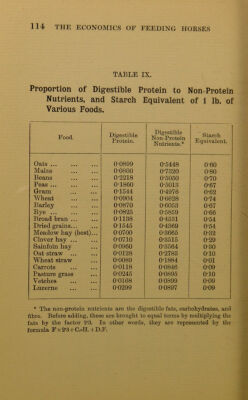 114 THE ECONOMICS OF FEEDING HORSES
TABLE IX.
Proportion of Digestible Protein to Non-Protein
Nutrients, and Starch Equivalent of 1 lb. of
Various Foods.
Food. Digestible Protein. Digestible Non-Protein Nutrients.* Starch Equivalent.
Oats ... ... ... 0·0899 0·5448 0·60
Maize ... ... 0·0800 0·7320 0·80
Beans ... ... 0·2218 0·5050 0·70
Peas ... ... ... 0·1860 0·5013 0·67
Gram ... ... 0·1544 0·4976 0·62
Wheat ... ... 0·0904 0·6628 0·74
Barley ... ... 0·0870 0·6053 0·67
Rye ... ... ... 0·0825 0·5859 0·66
Broad bran ... ... 0·1138 0·4531 0·54
Dried grains... ... 0·1545 0·4369 0·54
Meadow hay (best)... 0·0700 0·3665 0·32
Clover hay ... ... 0·0710 0·3515 0·29
Sainfoin hay ... 0·0060 0·3564 0·30
Oat straw ... ... 0·0128 0·2785 0·10
Wheat straw ... 0·0080 0·1884 0·01
Carrots ... ... 0·0118 0·0846 0·09
Pasture grass ... 0·0245 0·0895 0·10
Vetches ... ... 0·0168 0·0899 0·09
Lucerne ... ... 0·0299 0·0897 0·09
* The non-protein nutrients are the digestible fats, carbohydrates, and
fibre. Before adding, these are brought to equal terms by multiplying the
fats by the factor 2·3. In other words, they are represented by the
formula